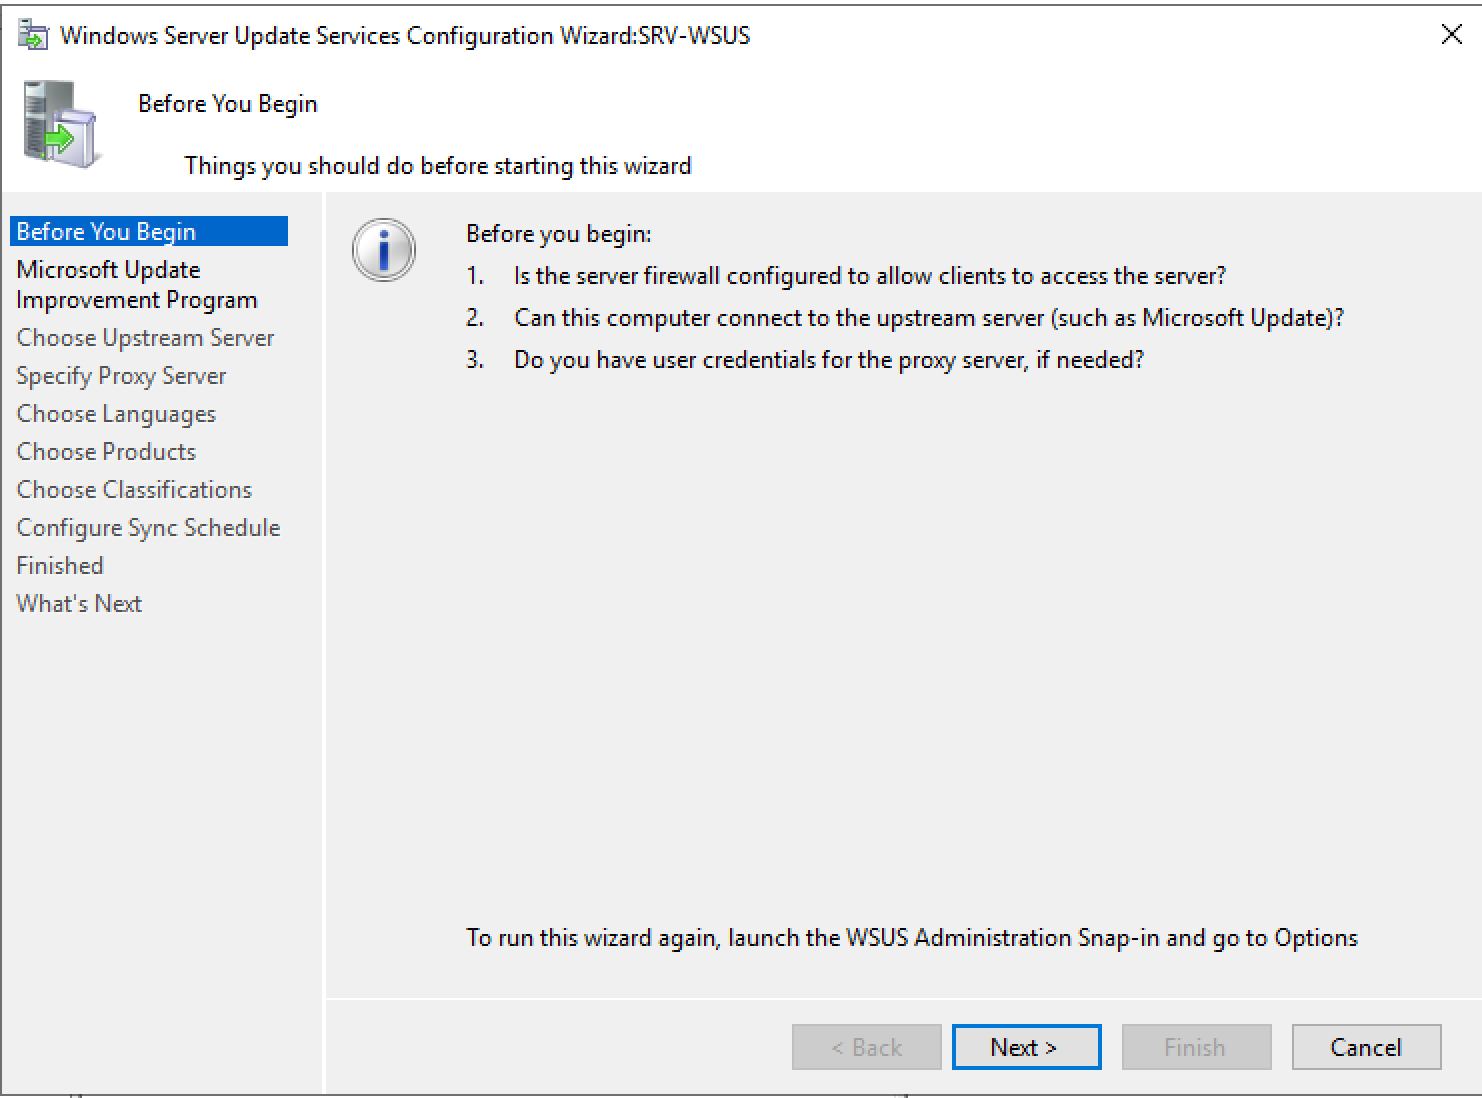 Windows Server Update Services Configuration Wizard:SRV-WSUS
Before You Begin
Things you should do before starting this wizard
Before You Begin
Microsoft Update
Improvement Program
Choose Upstream Server
Specify Proxy Server
Choose Languages
Choose Products
Choose Classifications
Configure Sync Schedule
Finished
What's Next
Before you begin:
1. Is the server firewall configured to allow clients to access the server?
2. Can this computer connect to the upstream server (such as Microsoft Update)?
3. Do you have user credentials for the proxy server, if needed?
To run this wizard again, launch the WSUS Administration Snap-in and go to Options
< Back
Next >
Finish
Cancel